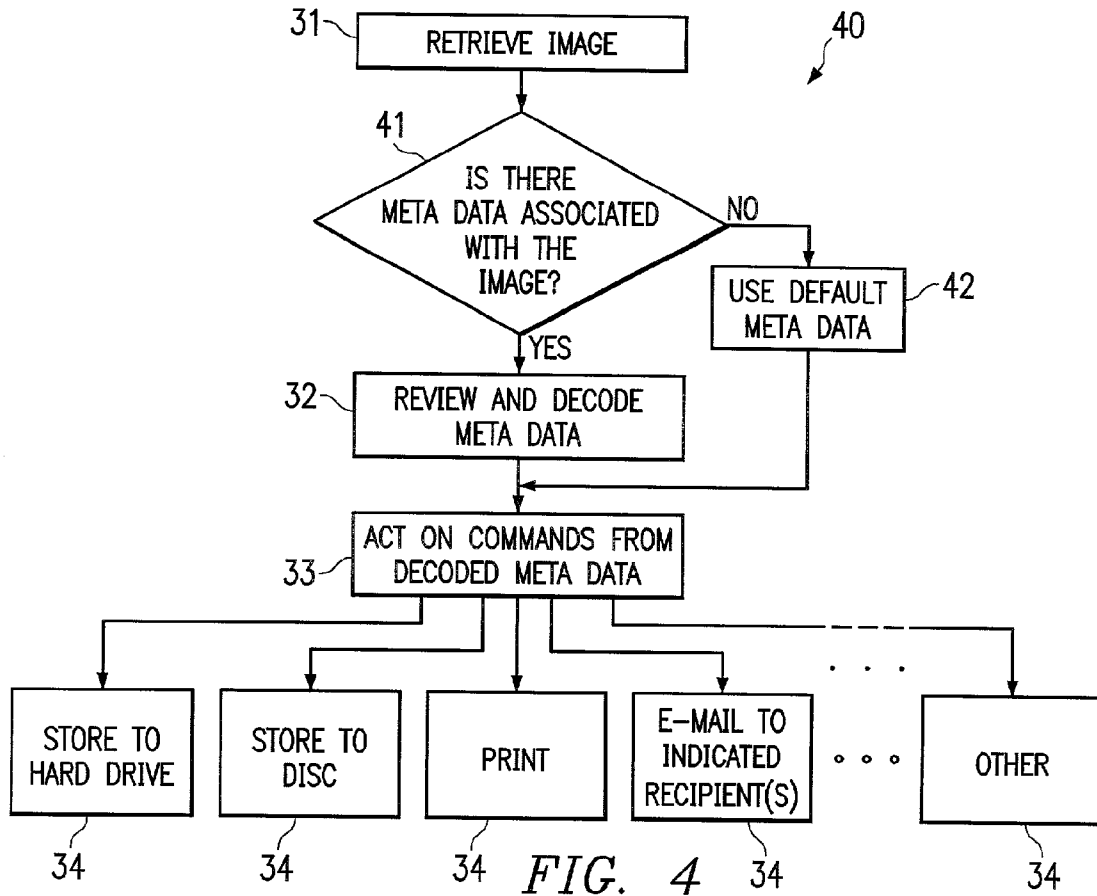 31
RETRIEVE IMAGE
40
41
IS THERE
META DATA ASSOCIATED
WITH THE
IMAGE?
NO
YES
USE DEFAULT
META DATA
42
32
REVIEW AND DECODE
META DATA
33
ACT ON COMMANDS FROM
DECODED META DATA
STORE TO
HARD DRIVE
34
STORE TO
DISC
34
PRINT
34
E-MAIL TO
INDICATED
RECIPIENT(S)
34
OTHER
34
FIG. 4